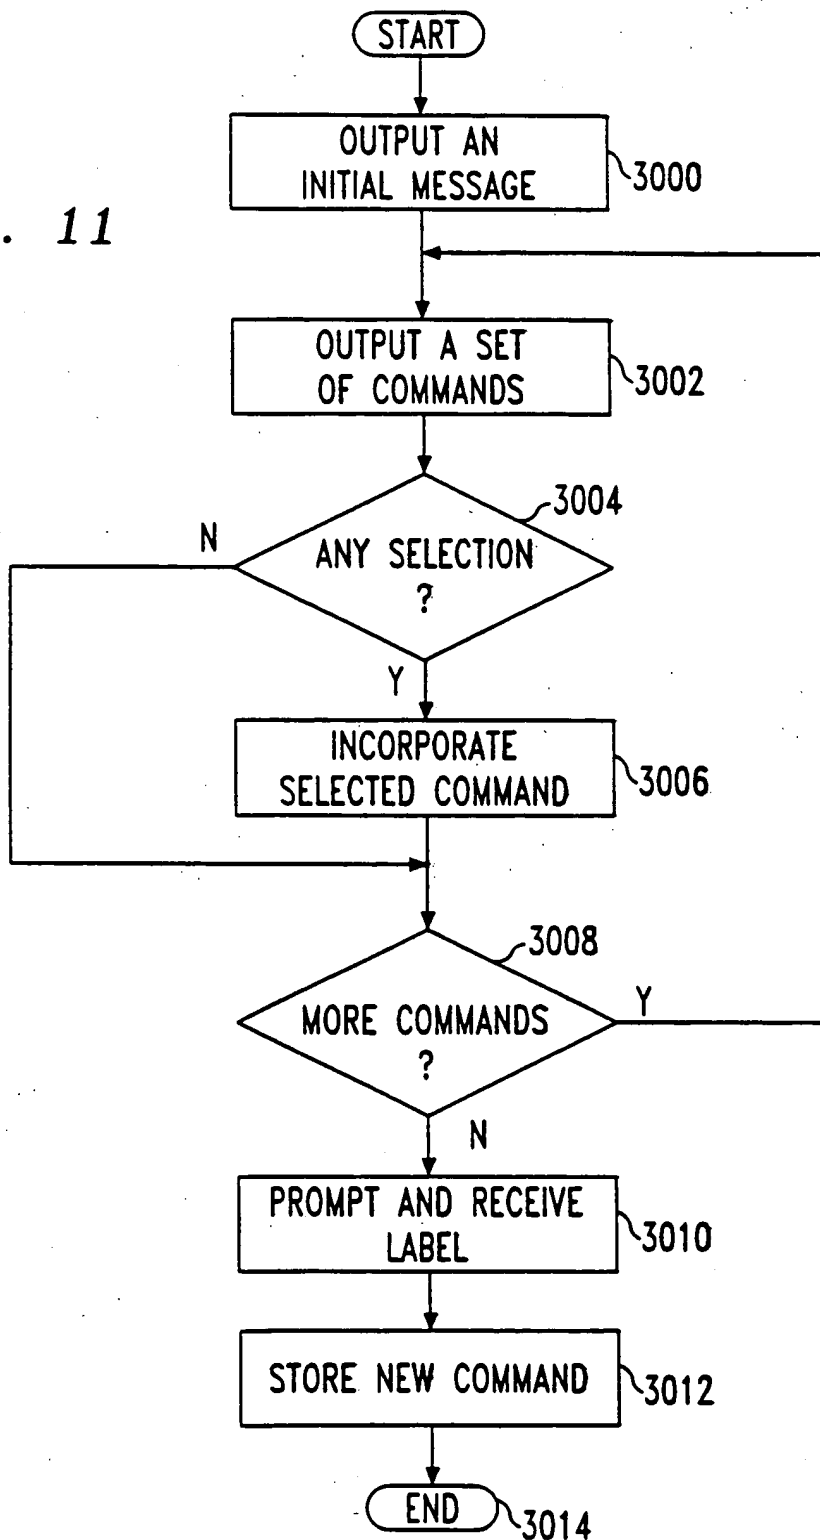 START
OUTPUT AN
INITIAL MESSAGE
3000
. 11
OUTPUT A SET
OF COMMANDS
3002
3004
N
ANY SELECTION
?
Y
INCORPORATE
SELECTED COMMAND
3006
3008
MORE COMMANDS
?
Y
N
PROMPT AND RECEIVE
LABEL
3010
STORE NEW COMMAND
3012
END
3014